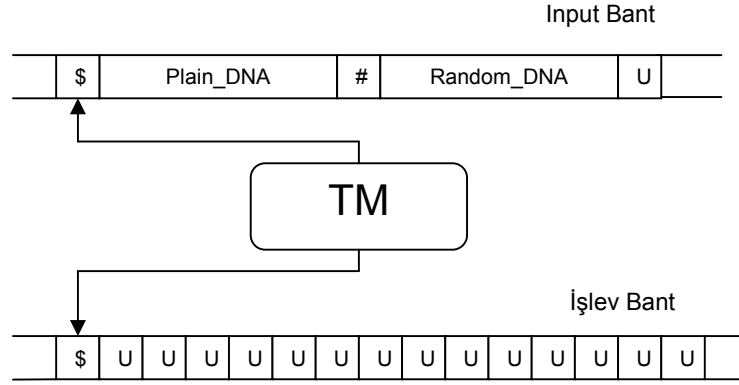 Input Bant
$ Plain_DNA # Random_DNA U
TM
İşlev Bant
$ U U U U U U U U U U U U U U